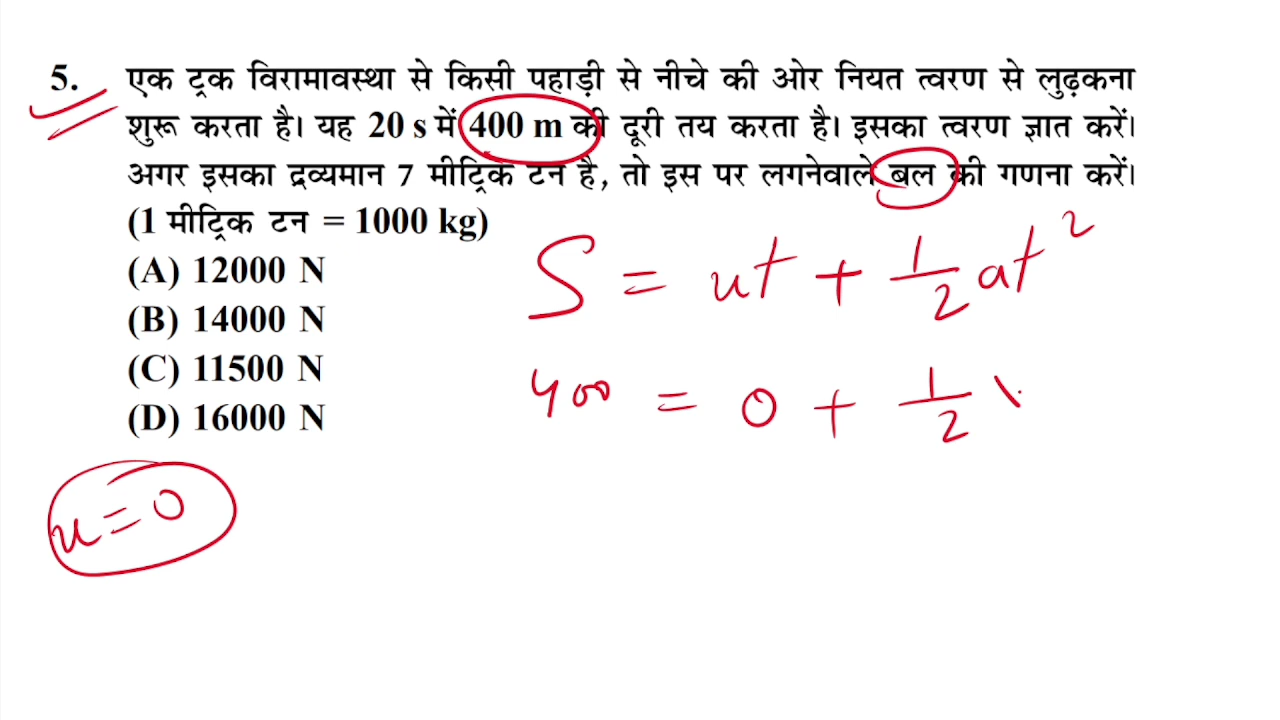 5. एक ट्रक विरामावस्था से किसी पहाड़ी से नीचे की ओर नियत त्वरण से लुढ़कना
शुरू करता है। यह 20 s में 400 m की दूरी तय करता है। इसका त्वरण ज्ञात करें।
अगर इसका द्रव्यमान 7 मीट्रिक टन है, तो इस पर लगनेवाले बल की गणना करें।
(1 मीट्रिक टन = 1000 kg)
(A) 12000 N
(B) 14000 N
(C) 11500 N
(D) 16000 N
S = ut + 1/2 at²
400 = 0 + 1/2
u = 0